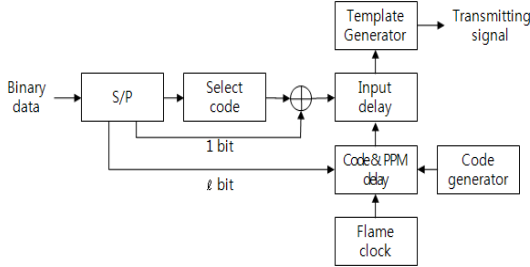 Template
Generator
Transmitting
signal
Binary
data
S/P
Select
code
Input
delay
1 bit
ℓ bit
Code & PPM
delay
Code
generator
Flame
clock